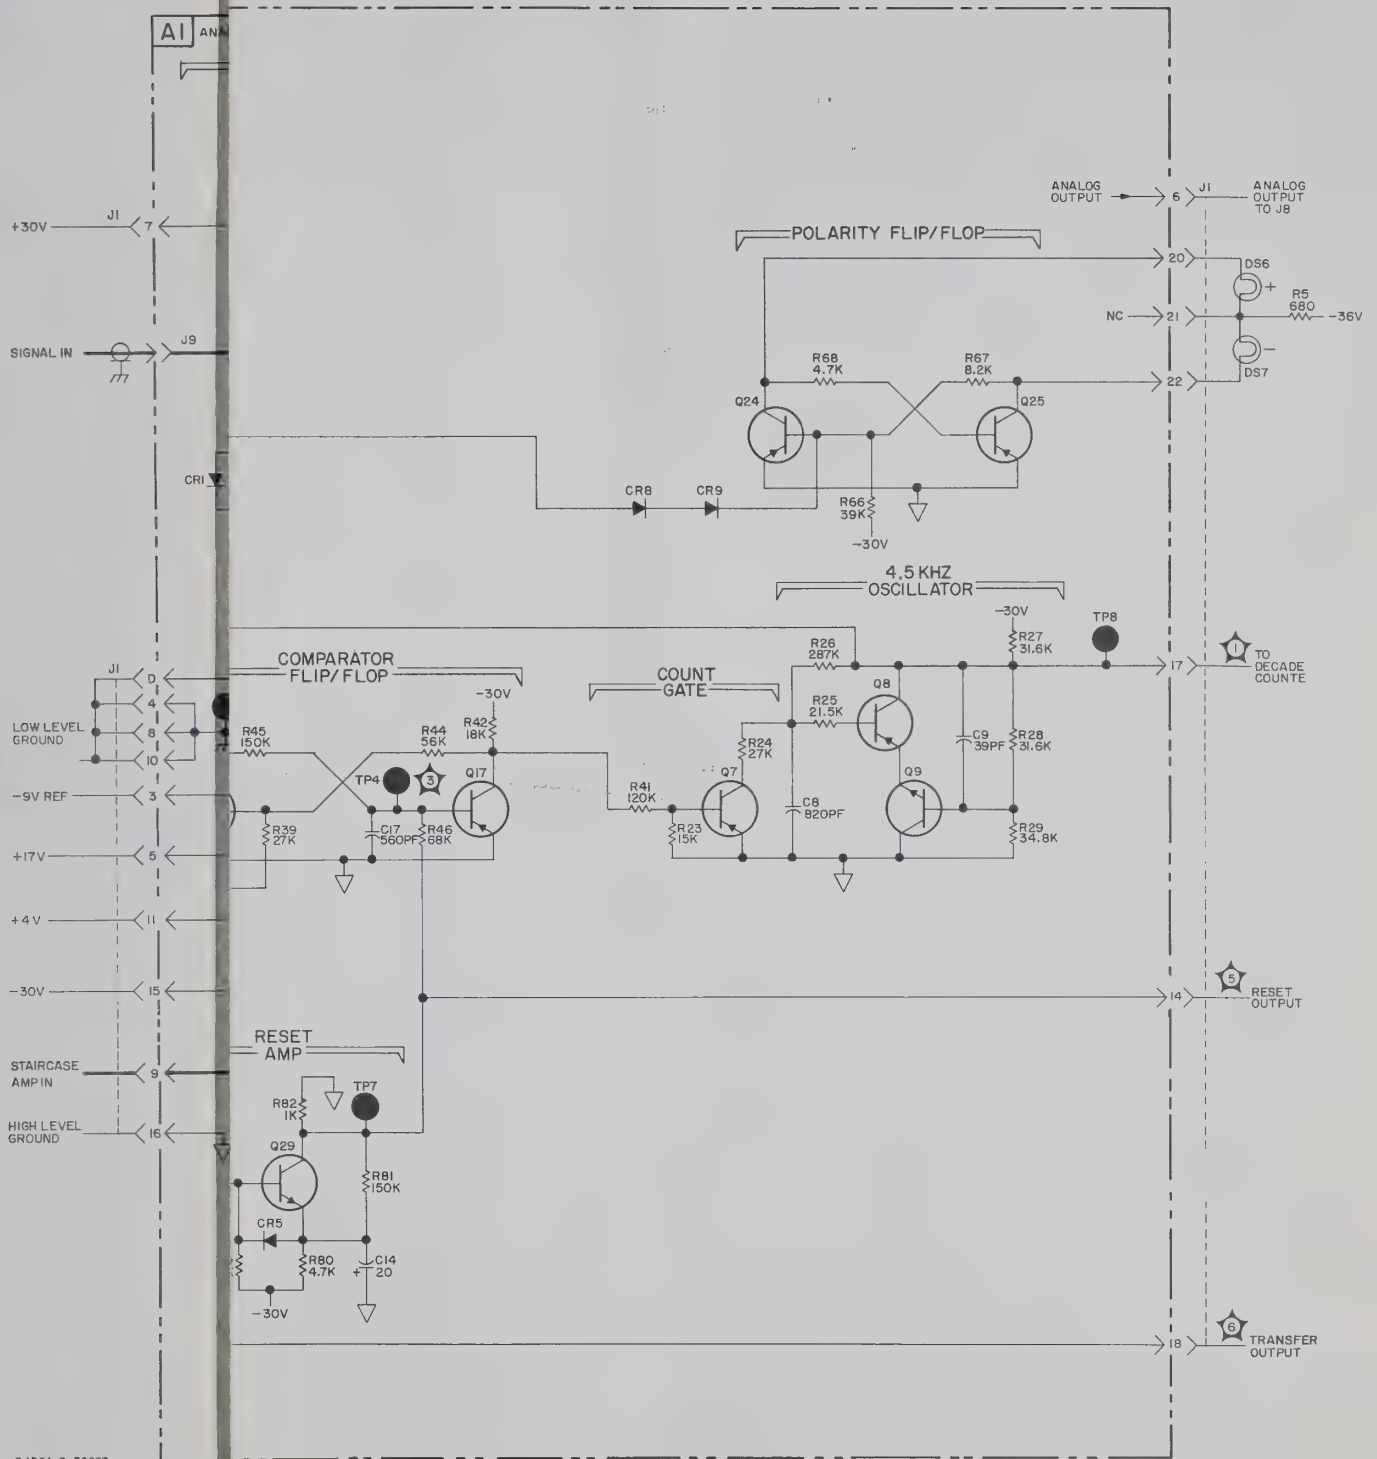 A1
AN
+30V
J1
7
SIGNAL IN
J9
CR1
J1
D
4
8
10
LOW LEVEL
GROUND
-9V REF
3
+17V
5
+4V
11
-30V
15
STAIRCASE
AMP IN
9
HIGH LEVEL
GROUND
16
ANALOG
OUTPUT
6
J1
ANALOG
OUTPUT
TO J8
POLARITY FLIP/FLOP
20
DS6
+
NC
21
R5
680
-36V
-
22
DS7
R68
4.7K
R67
8.2K
Q24
Q25
CR8
CR9
R66
39K
-30V
4.5 KHZ
OSCILLATOR
-30V
R27
31.6K
TP8
R26
287K
1
17
TO
DECADE
COUNTE
COMPARATOR
FLIP/FLOP
COUNT
GATE
-30V
R42
18K
R45
150K
R44
56K
Q8
R25
21.5K
R24
27K
C9
39PF
R28
31.6K
TP4
3
Q17
R41
120K
Q7
Q9
C8
820PF
R39
27K
C17
560PF
R46
68K
R23
15K
R29
34.8K
5
14
RESET
OUTPUT
RESET
AMP
TP7
R82
1K
Q29
R81
150K
CR5
R80
4.7K
C14
+
20
-30V
6
18
TRANSFER
OUTPUT